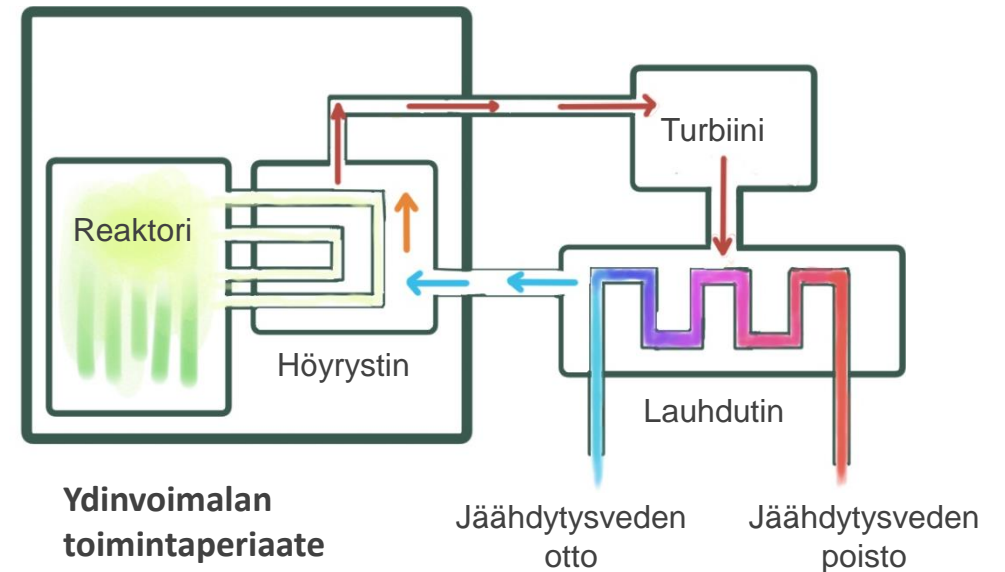 Turbiini
Reaktori
Höyrystin
Lauhdutin
Ydinvoimalan
toimintaperiaate
Jäähdytysveden
otto
Jäähdytysveden
poisto